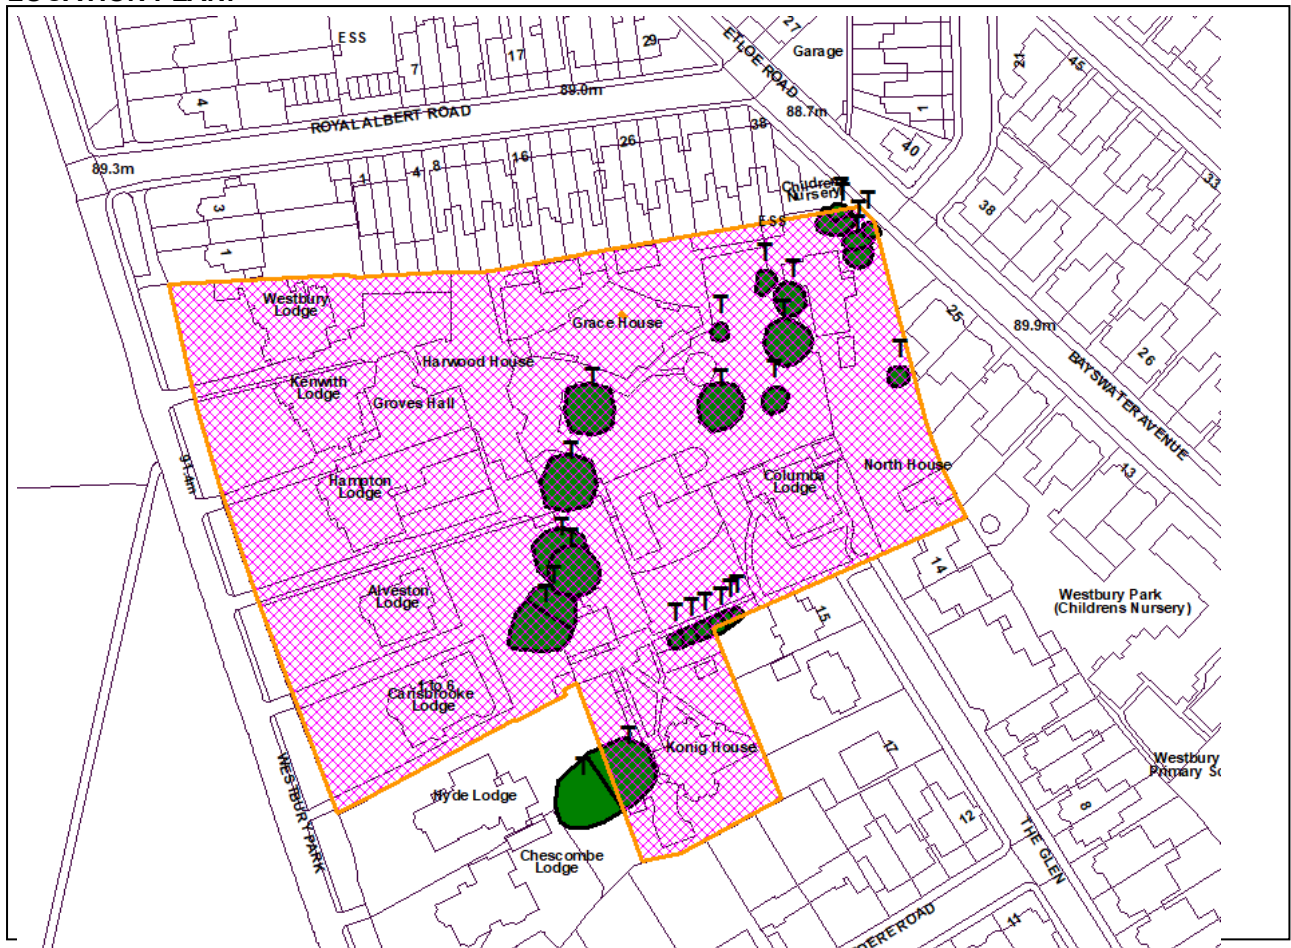 ESS
27
ETLOE ROAD
Garage
21
45
29
17
7
4
89.0m
88.7m
1
ROYAL ALBERT ROAD
38
40
26
16
8
4
1
89.3m
33
Childrens
Nursery
T
T
T
3
38
ESS
1
T
T
Westbury
Lodge
T
T
25
Grace House
89.9m
T
26
Harwood House
BAYSWATER AVENUE
T
T
T
Kenwith
Lodge
Groves Hall
T
North House
13
91.4m
Hampton
Lodge
Columba
Lodge
T
T
14
T
T
T
T
T
T
T
T
Alveston
Lodge
Westbury Park
(Childrens Nursery)
15
1 to 6
Carisbrooke
Lodge
T
Konig House
17
T
WESTBURY PARK
Westbury
Primary Sc
Hyde Lodge
8
12
THE GLEN
Chescombe
Lodge
DERE ROAD
11